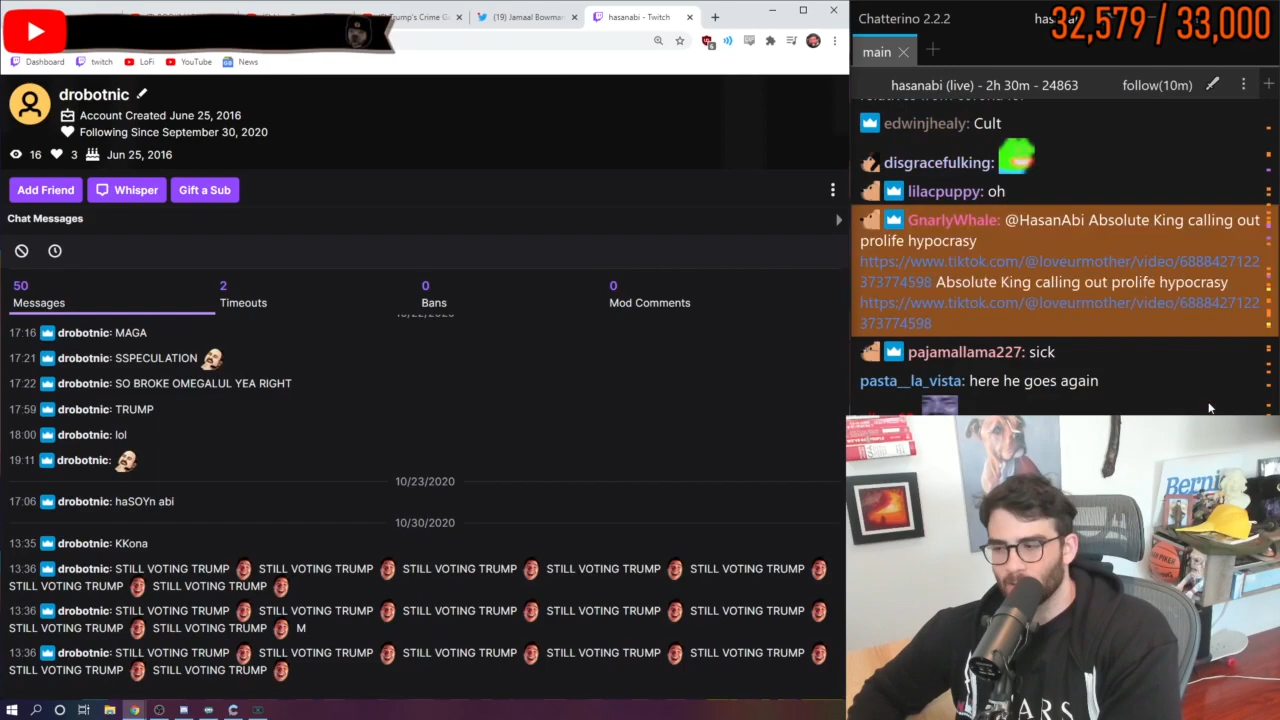 Trump's Crime G
(19) Jamaal Bowma
hasanabi - Twitch
Dashboard
twitch
LoFi
YouTube
News
drobotnic
Account Created June 25, 2016
Following Since September 30, 2020
16
3
Jun 25, 2016
Add Friend
Whisper
Gift a Sub
Chat Messages
50
2
0
0
Messages
Timeouts
Bans
Mod Comments
10/22/2020
17:16 drobotnic: MAGA
17:21 drobotnic: SSPECULATION
17:22 drobotnic: SO BROKE OMEGALUL YEA RIGHT
17:59 drobotnic: TRUMP
18:00 drobotnic: lol
19:11 drobotnic:
10/23/2020
17:06 drobotnic: haSOYn abi
10/30/2020
13:35 drobotnic: KKona
13:36 drobotnic: STILL VOTING TRUMP STILL VOTING TRUMP STILL VOTING TRUMP STILL VOTING TRUMP STILL VOTING TRUMP
STILL VOTING TRUMP STILL VOTING TRUMP
13:36 drobotnic: STILL VOTING TRUMP STILL VOTING TRUMP STILL VOTING TRUMP STILL VOTING TRUMP STILL VOTING TRUMP
STILL VOTING TRUMP STILL VOTING TRUMP M
13:36 drobotnic: STILL VOTING TRUMP STILL VOTING TRUMP STILL VOTING TRUMP STILL VOTING TRUMP STILL VOTING TRUMP
STILL VOTING TRUMP STILL VOTING TRUMP
Chatterino 2.2.2
has
32,579 / 33,000
main
hasanabi (live) - 2h 30m - 24863
follow(10m)
edwinjhealy: Cult
disgracefulking:
lilacpuppy: oh
GnarlyWhale: @HasanAbi Absolute King calling out
prolife hypocrasy
https://www.tiktok.com/@loveurmother/video/6888427122
373774598 Absolute King calling out prolife hypocrasy
https://www.tiktok.com/@loveurmother/video/6888427122
373774598
pajamallama227: sick
pasta__la_vista: here he goes again
Bernie